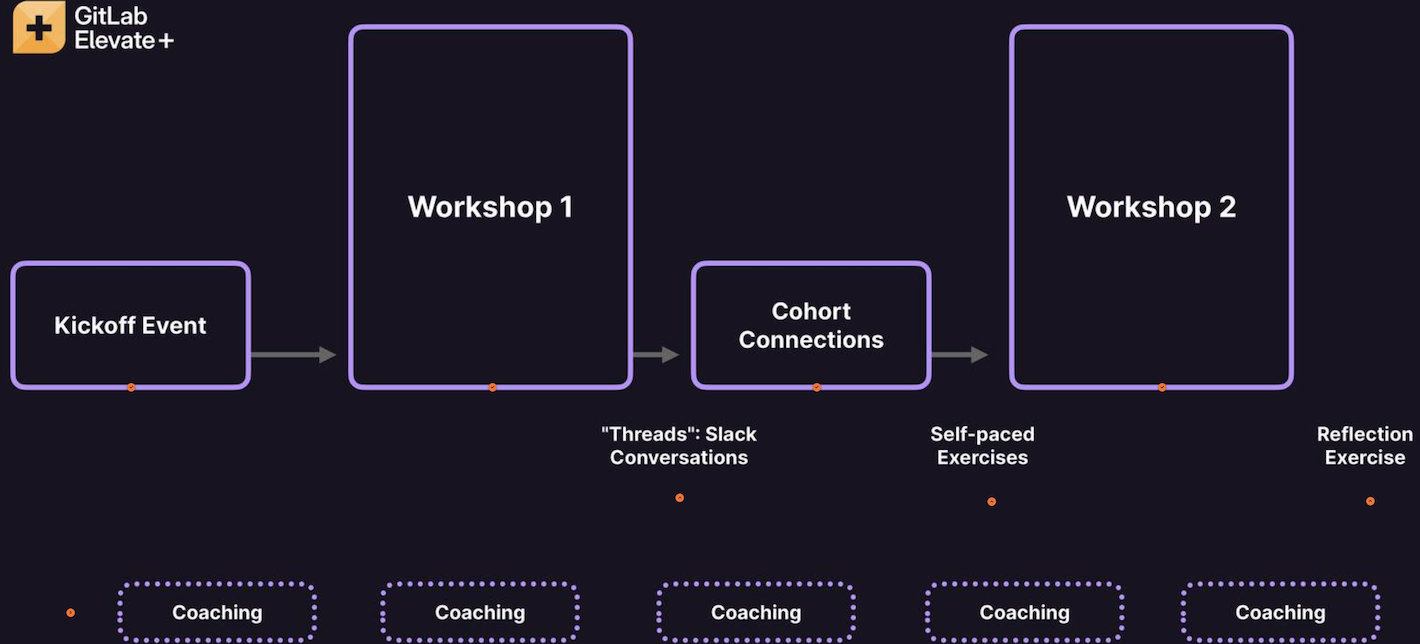 GitLab
Elevate+
Workshop 1
Workshop 2
Kickoff Event
Cohort
Connections
"Threads": Slack
Conversations
Self-paced
Exercises
Reflection
Exercise
Coaching
Coaching
Coaching
Coaching
Coaching